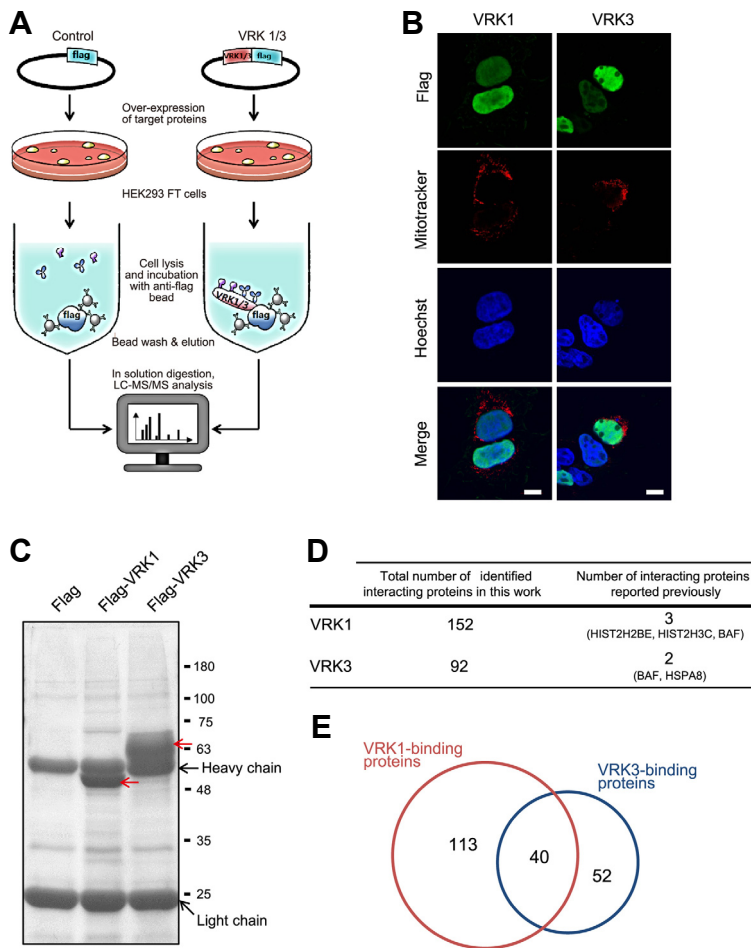 A
Control
VRK 1/3
flag
VRK1/3 flag
Over-expression
of target proteins
HEK293 FT cells
Cell lysis
and incubation
with anti-flag
bead
flag
VRK1/3
flag
Bead wash & elution
In solution digestion,
LC-MS/MS analysis
B
VRK1 VRK3
Flag
Mitotracker
Hoechst
Merge
C
Flag
Flag-VRK1
Flag-VRK3
180
100
75
63
Heavy chain
48
35
25
Light chain
D
Total number of identified
interacting proteins in this work
Number of interacting proteins
reported previously
VRK1 152 3
(HIST2H2BE, HIST2H3C, BAF)
VRK3 92 2
(BAF, HSPA8)
E
VRK1-binding
proteins
VRK3-binding
proteins
113 40 52